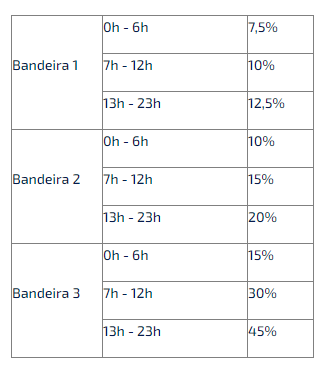 0h - 6h 7,5%
Bandeira 1 7h - 12h 10%
13h - 23h 12,5%
0h - 6h 10%
Bandeira 2 7h - 12h 15%
13h - 23h 20%
0h - 6h 15%
Bandeira 3 7h - 12h 30%
13h - 23h 45%